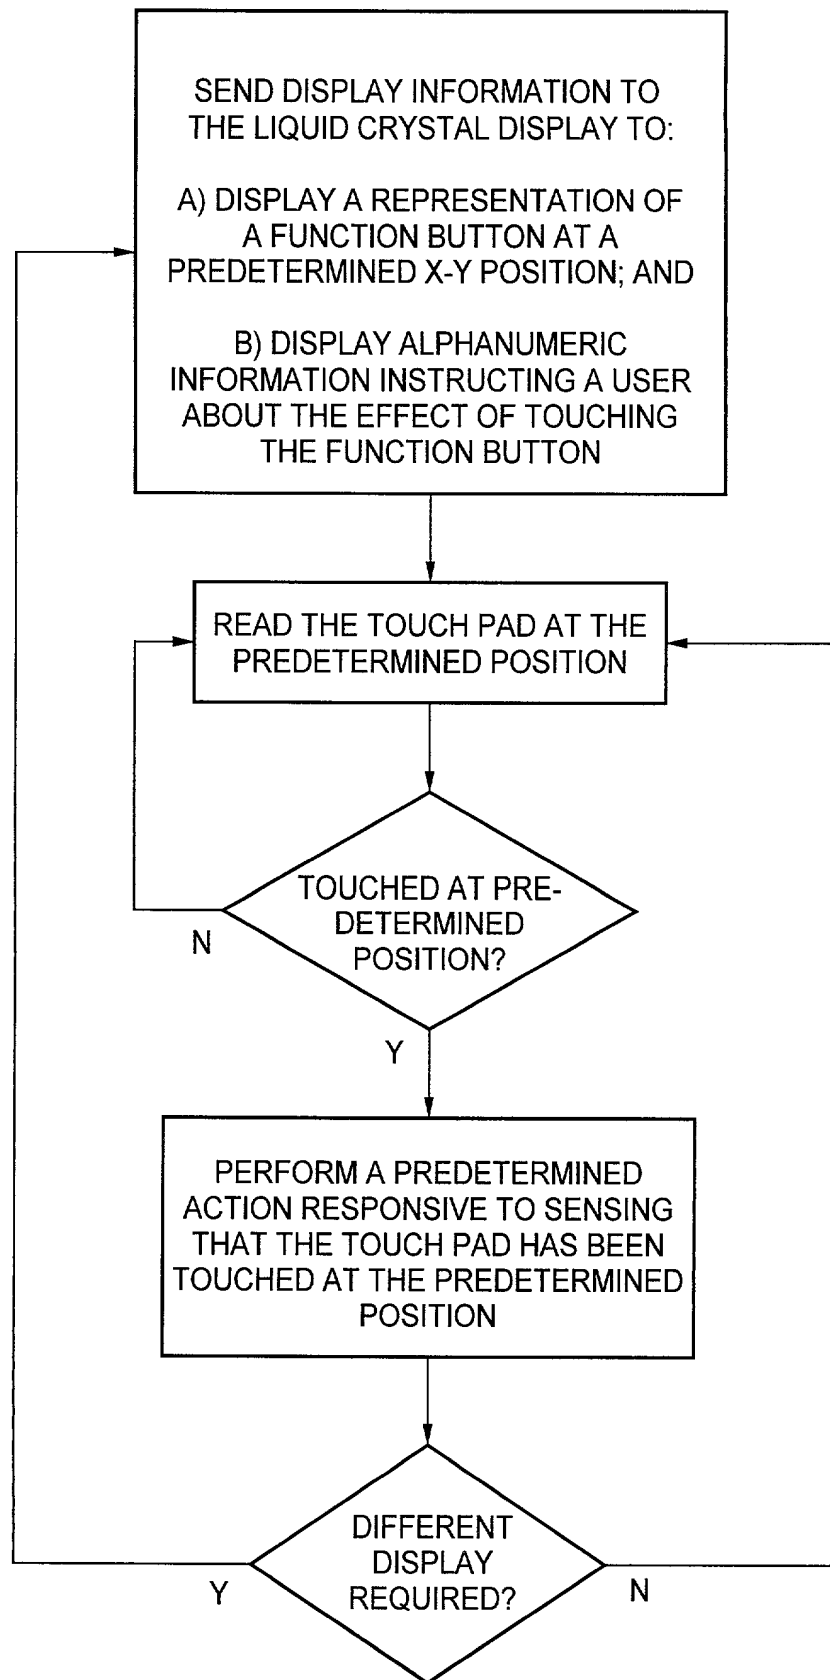 SEND DISPLAY INFORMATION TO
THE LIQUID CRYSTAL DISPLAY TO:
A) DISPLAY A REPRESENTATION OF
A FUNCTION BUTTON AT A
PREDETERMINED X-Y POSITION; AND
B) DISPLAY ALPHANUMERIC
INFORMATION INSTRUCTING A USER
ABOUT THE EFFECT OF TOUCHING
THE FUNCTION BUTTON
READ THE TOUCH PAD AT THE
PREDETERMINED POSITION
TOUCHED AT PRE-
DETERMINED
POSITION?
N
Y
PERFORM A PREDETERMINED
ACTION RESPONSIVE TO SENSING
THAT THE TOUCH PAD HAS BEEN
TOUCHED AT THE PREDETERMINED
POSITION
DIFFERENT
DISPLAY
REQUIRED?
Y
N